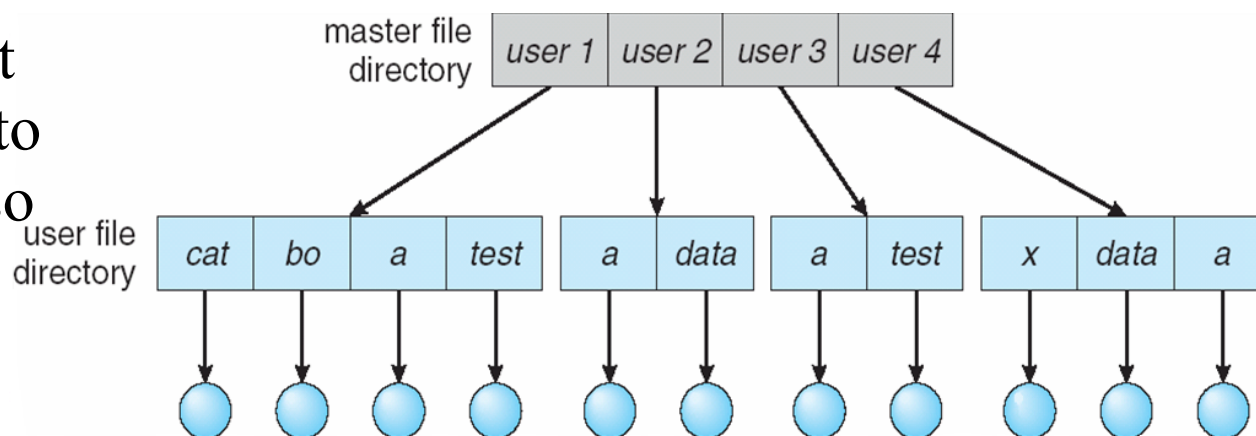 t
to
o
master file
directory
user 1 user 2 user 3 user 4
user file
directory
cat bo a test a data a test x data a